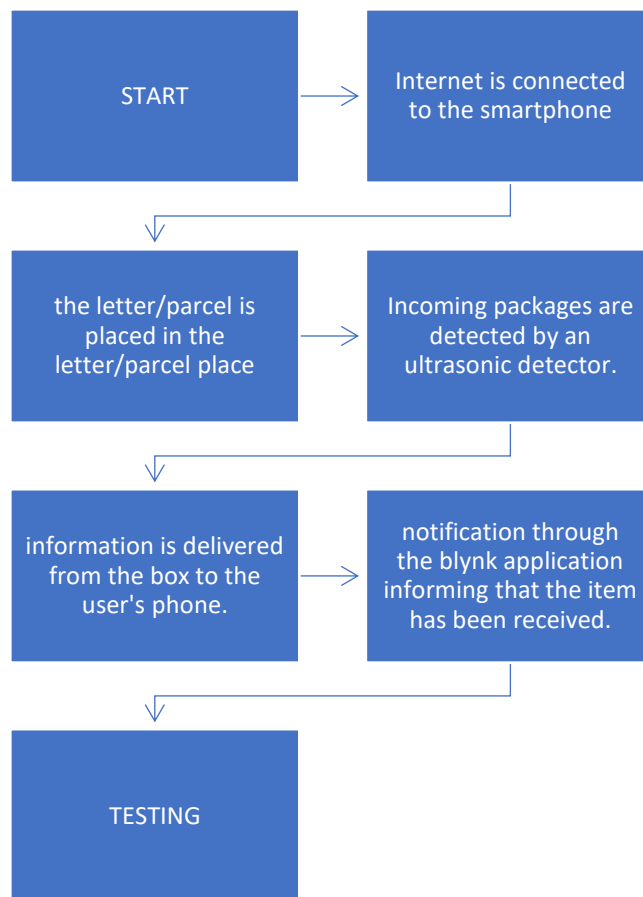 START
Internet is connected
to the smartphone
the letter/parcel is
placed in the
letter/parcel place
Incoming packages are
detected by an
ultrasonic detector.
information is delivered
from the box to the
user's phone.
notification through
the blynk application
informing that the item
has been received.
TESTING